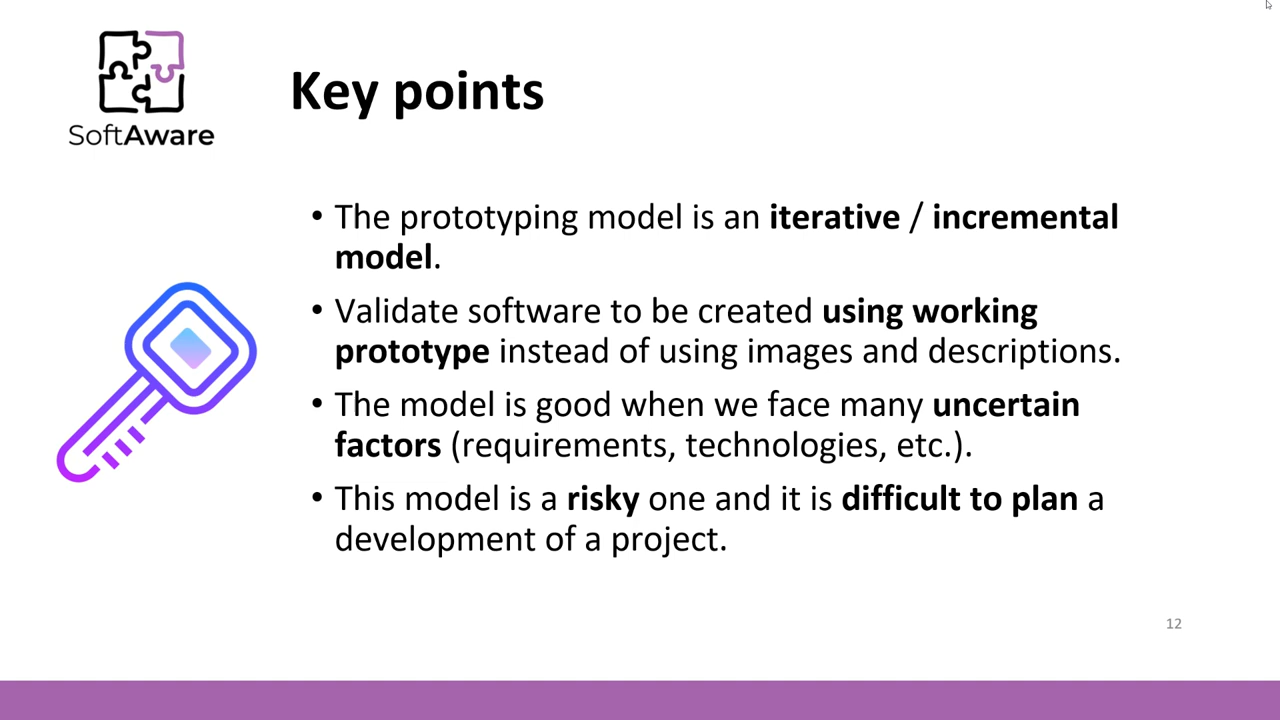 SoftAware
Key points
• The prototyping model is an iterative / incremental
model.
• Validate software to be created using working
prototype instead of using images and descriptions.
• The model is good when we face many uncertain
factors (requirements, technologies, etc.).
• This model is a risky one and it is difficult to plan a
development of a project.
12